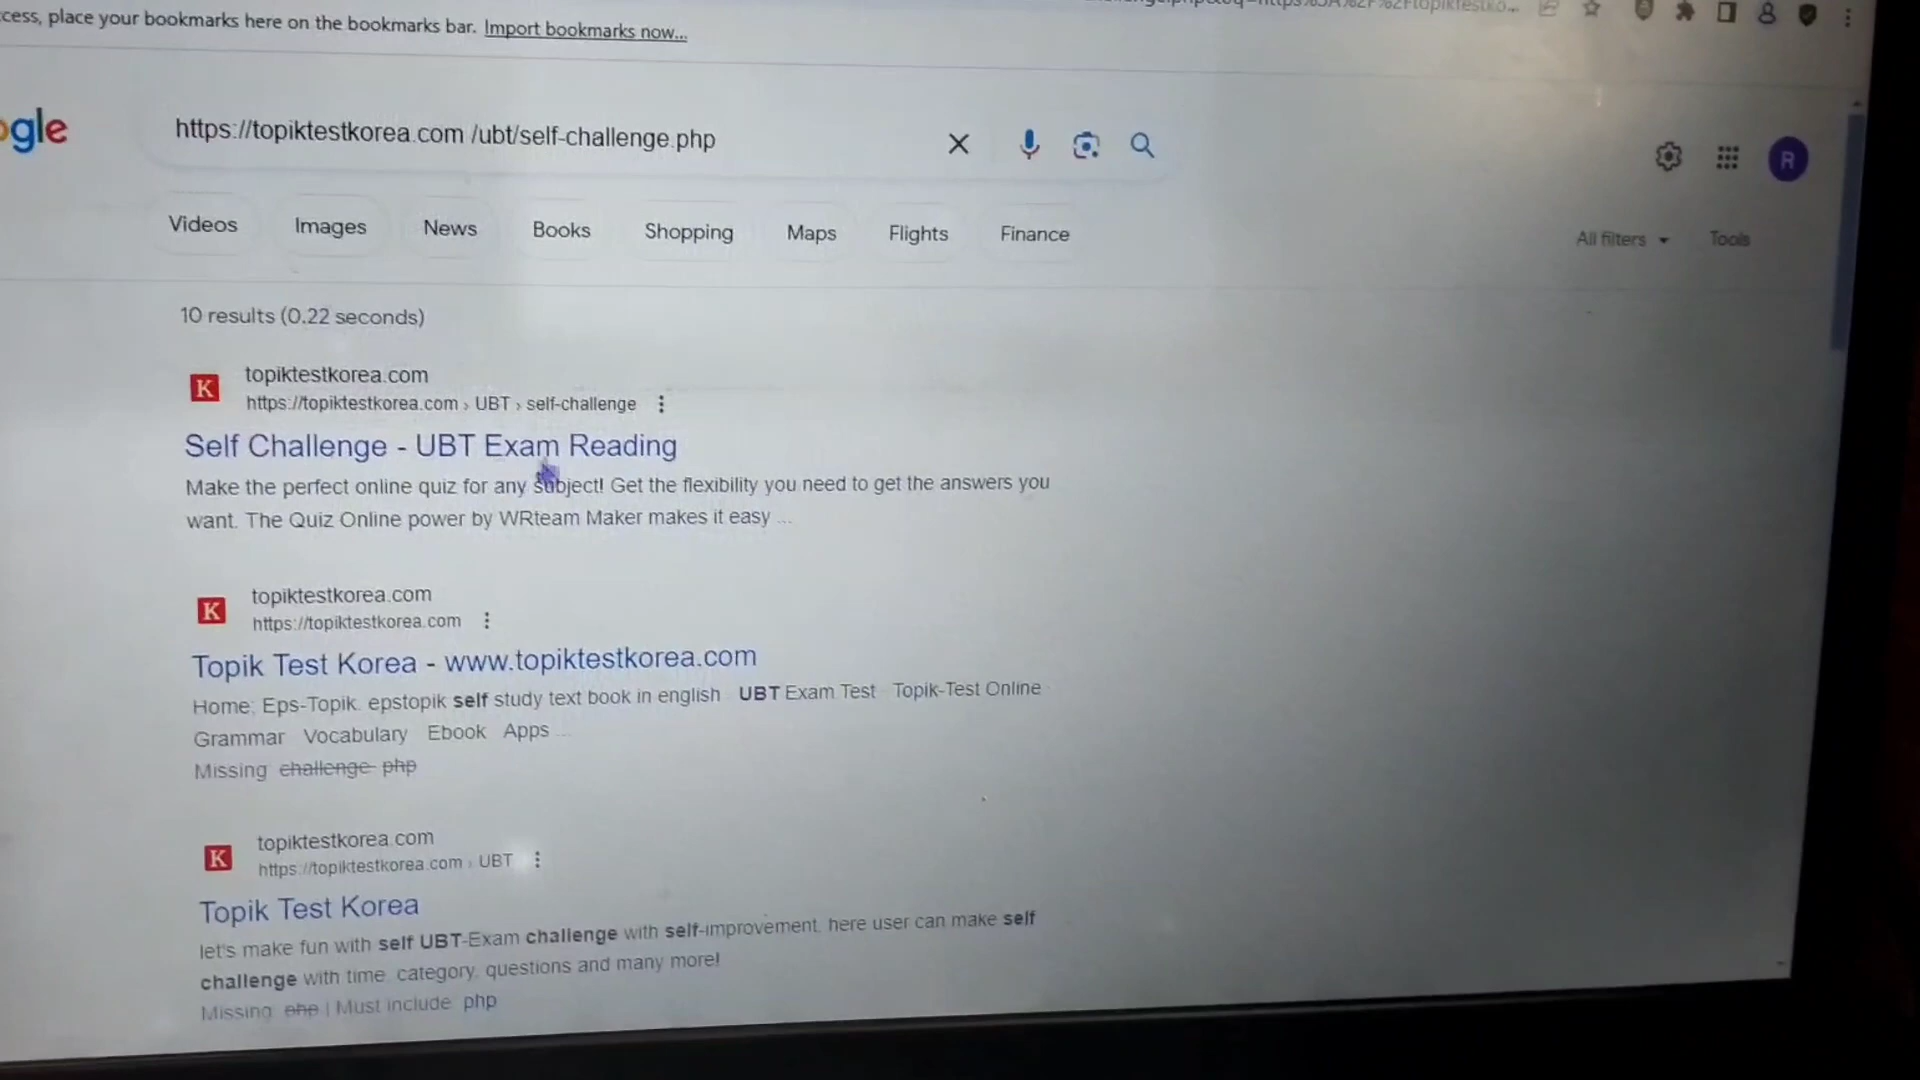 place your bookmarks here on the bookmarks bar. Import bookmarks now...
https://topiktestkorea.com /ubt/self-challenge.php
R
Videos Images News Books Shopping Maps Flights Finance All filters Tools
10 results (0.22 seconds)
K
topiktestkorea.com
https://topiktestkorea.com › UBT › self-challenge
Self Challenge - UBT Exam Reading
Make the perfect online quiz for any subject! Get the flexibility you need to get the answers you
want. The Quiz Online power by WRteam Maker makes it easy ...
K
topiktestkorea.com
https://topiktestkorea.com
Topik Test Korea - www.topiktestkorea.com
Home; Eps-Topik. epstopik self study text book in english UBT Exam Test Topik-Test Online
Grammar Vocabulary Ebook Apps ...
Missing challenge php
K
topiktestkorea.com
https://topiktestkorea.com › UBT
Topik Test Korea
let's make fun with self UBT-Exam challenge with self-improvement, here user can make self
challenge with time, category, questions and many more!
Missing php | Must include php